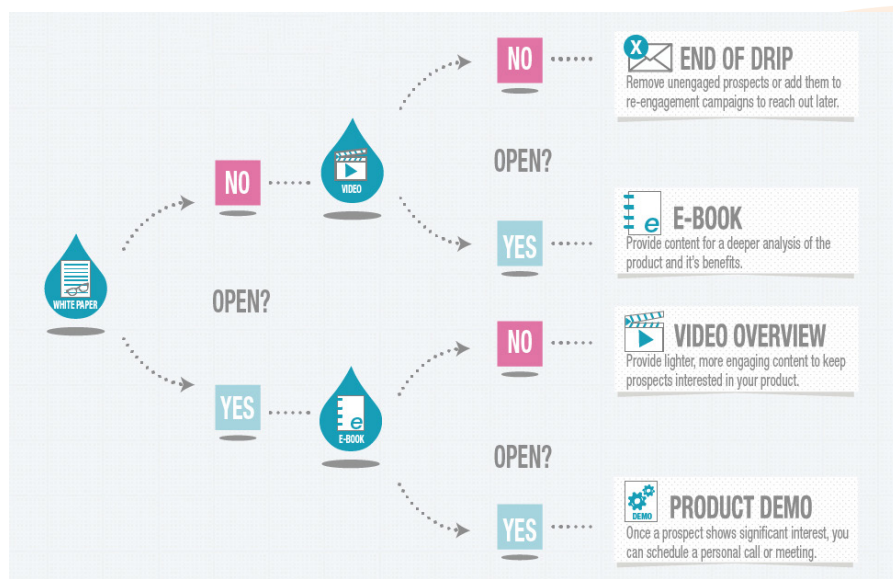 WHITE PAPER
OPEN?
NO
VIDEO
YES
E-BOOK
OPEN?
NO
END OF DRIP
Remove unengaged prospects or add them to
re-engagement campaigns to reach out later.
YES
e
E-BOOK
Provide content for a deeper analysis of the
product and it's benefits.
OPEN?
NO
VIDEO OVERVIEW
Provide lighter, more engaging content to keep
prospects interested in your product.
YES
DEMO
PRODUCT DEMO
Once a prospect shows significant interest, you
can schedule a personal call or meeting.
X
e